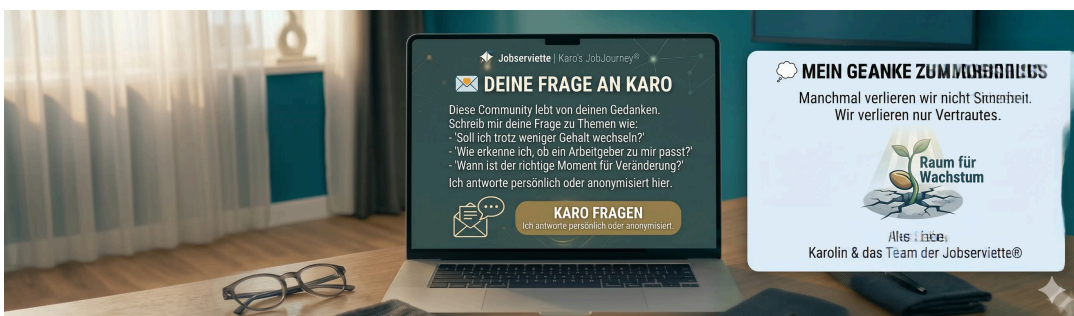 Jobserviette | Karo's JobJourney®
DEINE FRAGE AN KARO
Diese Community lebt von deinen Gedanken.
Schreib mir deine Frage zu Themen wie:
- 'Soll ich trotz weniger Gehalt wechseln?'
- 'Wie erkenne ich, ob ein Arbeitgeber zu mir passt?'
- 'Wann ist der richtige Moment für Veränderung?'
Ich antworte persönlich oder anonymisiert hier.
KARO FRAGEN
Ich antworte persönlich oder anonymisiert.
MEIN GEANKE
Manchmal verlieren wir nicht
Wir verlieren nur Vertrautes.
Raum für
Wachstum
Karolin & das Team der Jobserviette®